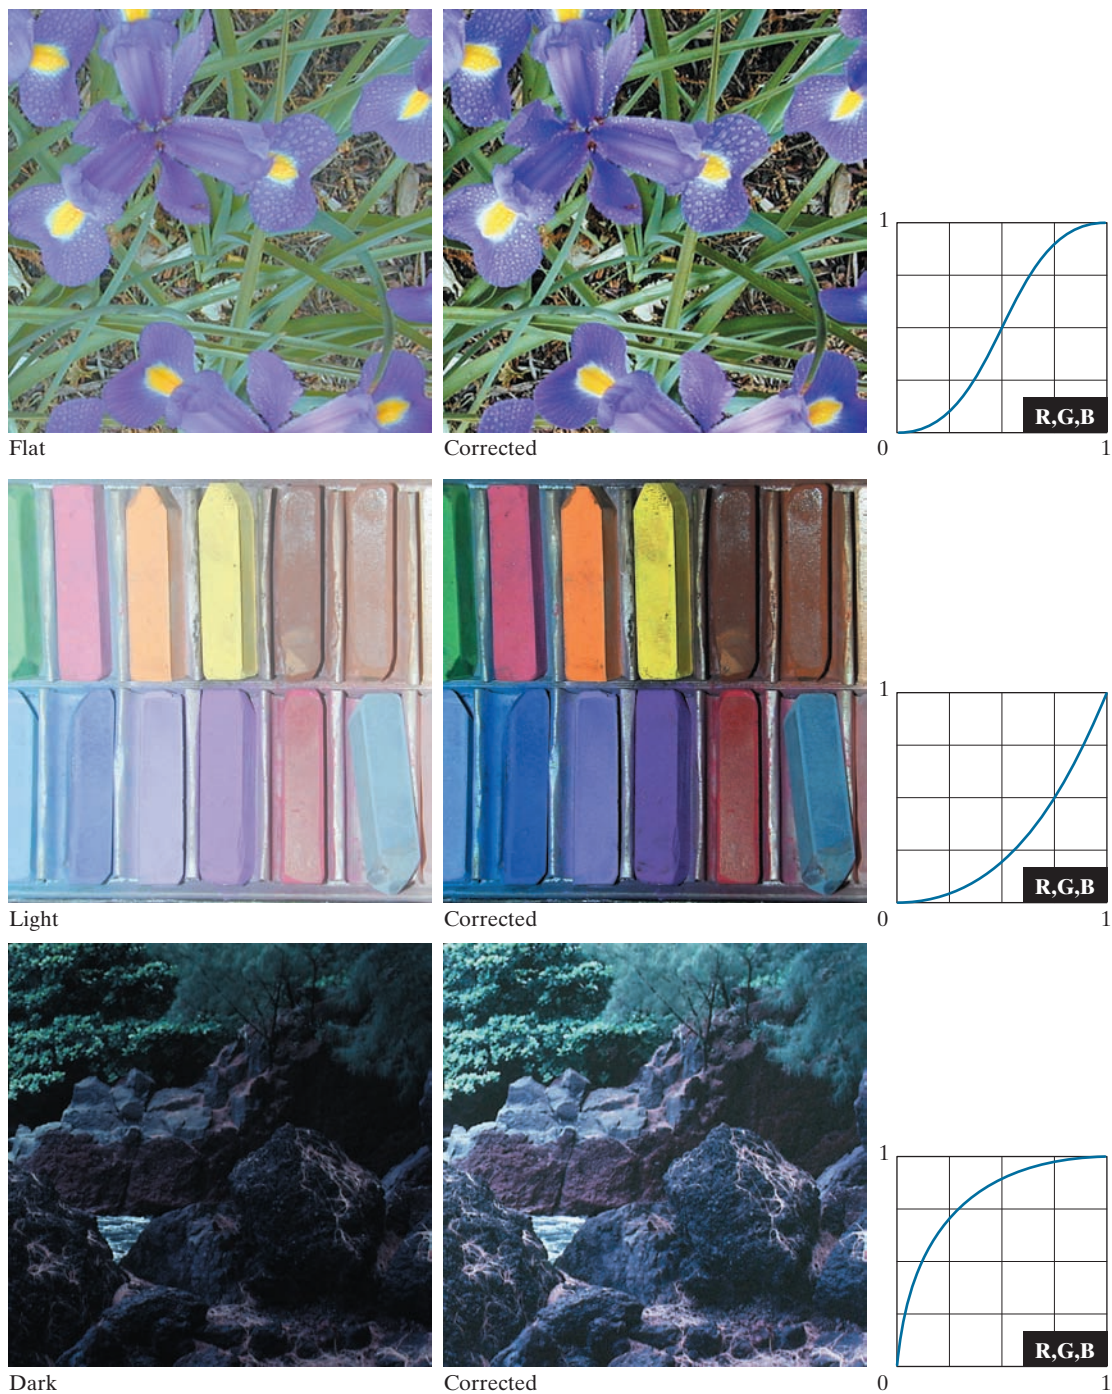 1
R,G,B
Flat Corrected 0 1
1
R,G,B
Light Corrected 0 1
1
R,G,B
Dark Corrected 0 1